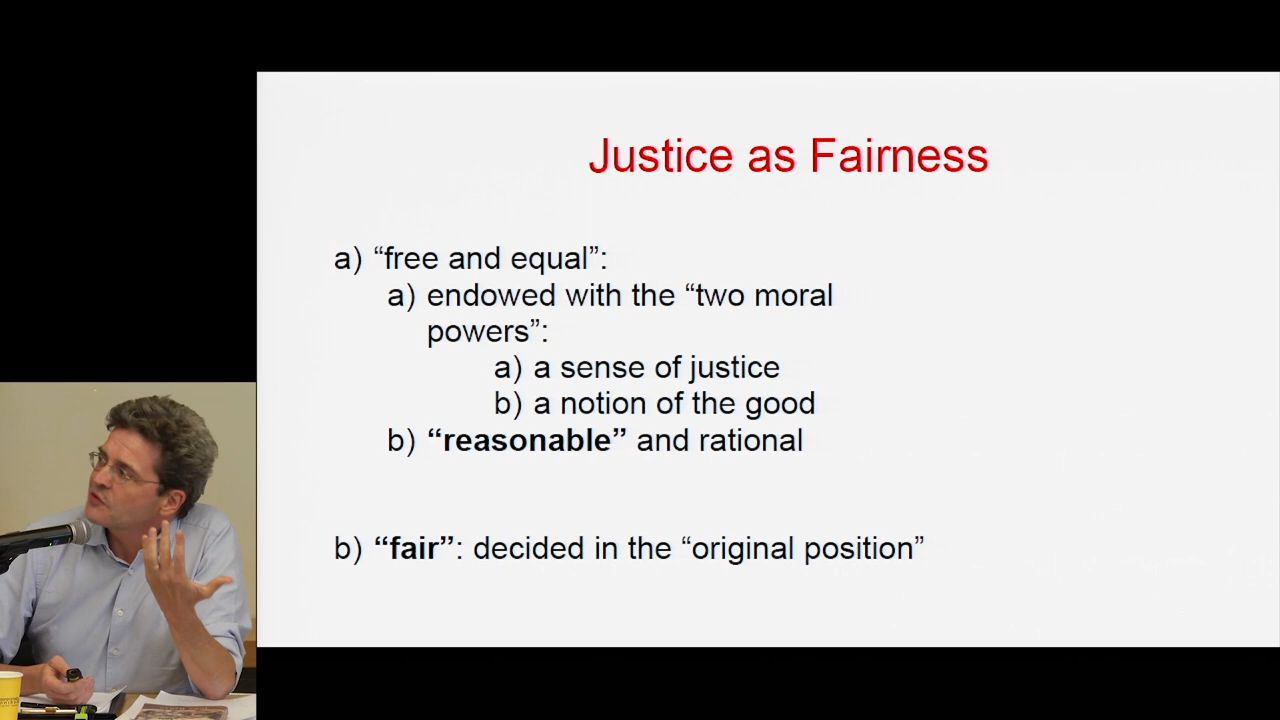 Justice as Fairness
a) “free and equal”:
a) endowed with the “two moral
powers”:
a) a sense of justice
b) a notion of the good
b) “reasonable” and rational
b) “fair”: decided in the “original position”